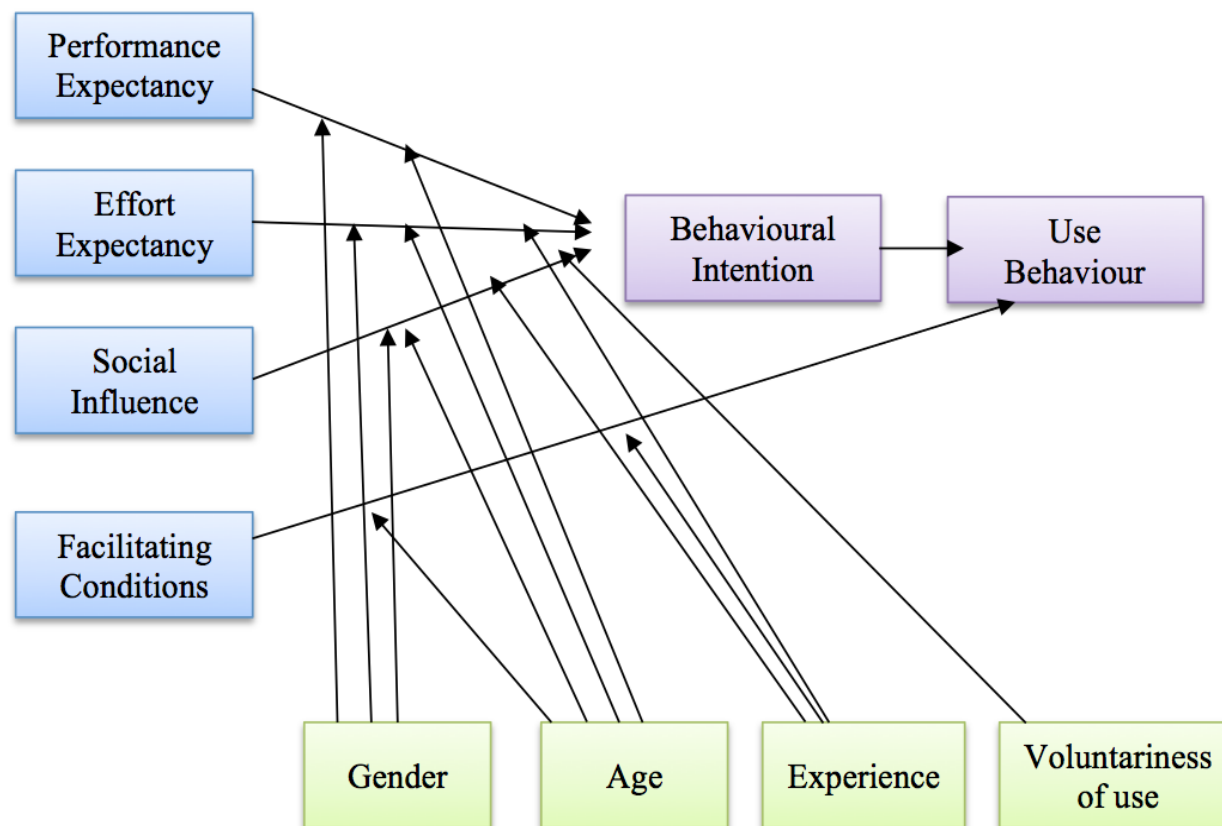 Performance
Expectancy
Effort
Expectancy
Behavioural
Intention
Use
Behaviour
Social
Influence
Facilitating
Conditions
Gender
Age
Experience
Voluntariness
of use